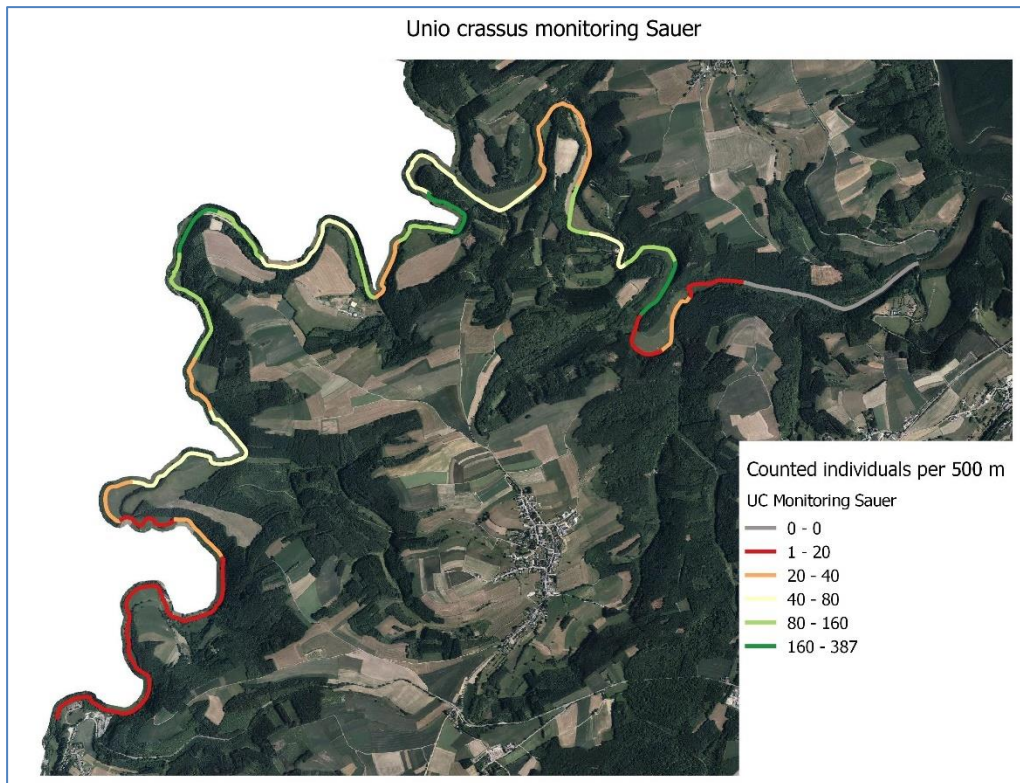 Unio crassus monitoring Sauer
Counted individuals per 500 m
UC Monitoring Sauer
0 - 0
1 - 20
20 - 40
40 - 80
80 - 160
160 - 387